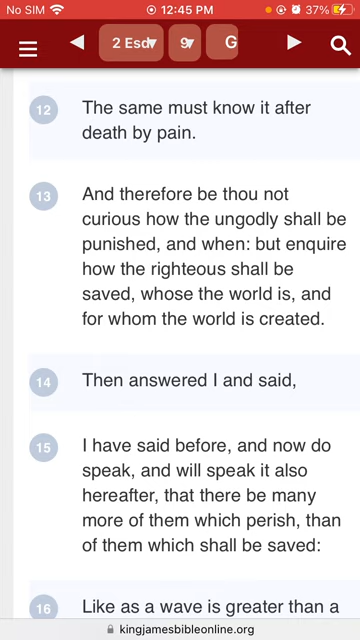 No SIM 12:45 PM 37%
2 Esd 9 G
12 The same must know it after
death by pain.
13 And therefore be thou not
curious how the ungodly shall be
punished, and when: but enquire
how the righteous shall be
saved, whose the world is, and
for whom the world is created.
14 Then answered I and said,
15 I have said before, and now do
speak, and will speak it also
hereafter, that there be many
more of them which perish, than
of them which shall be saved:
16 Like as a wave is greater than a
kingjamesbibleonline.org